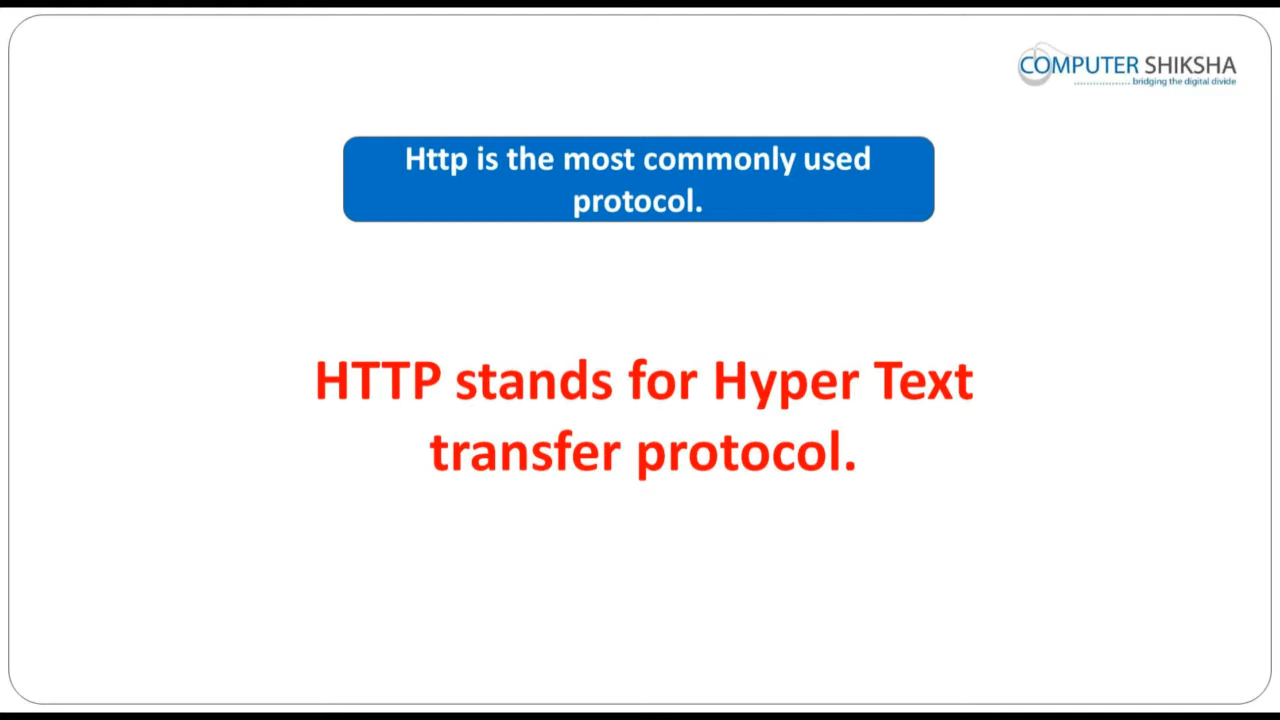 COMPUTER SHIKSHA
bridging the digital divide
Http is the most commonly used
protocol.
HTTP stands for Hyper Text
transfer protocol.